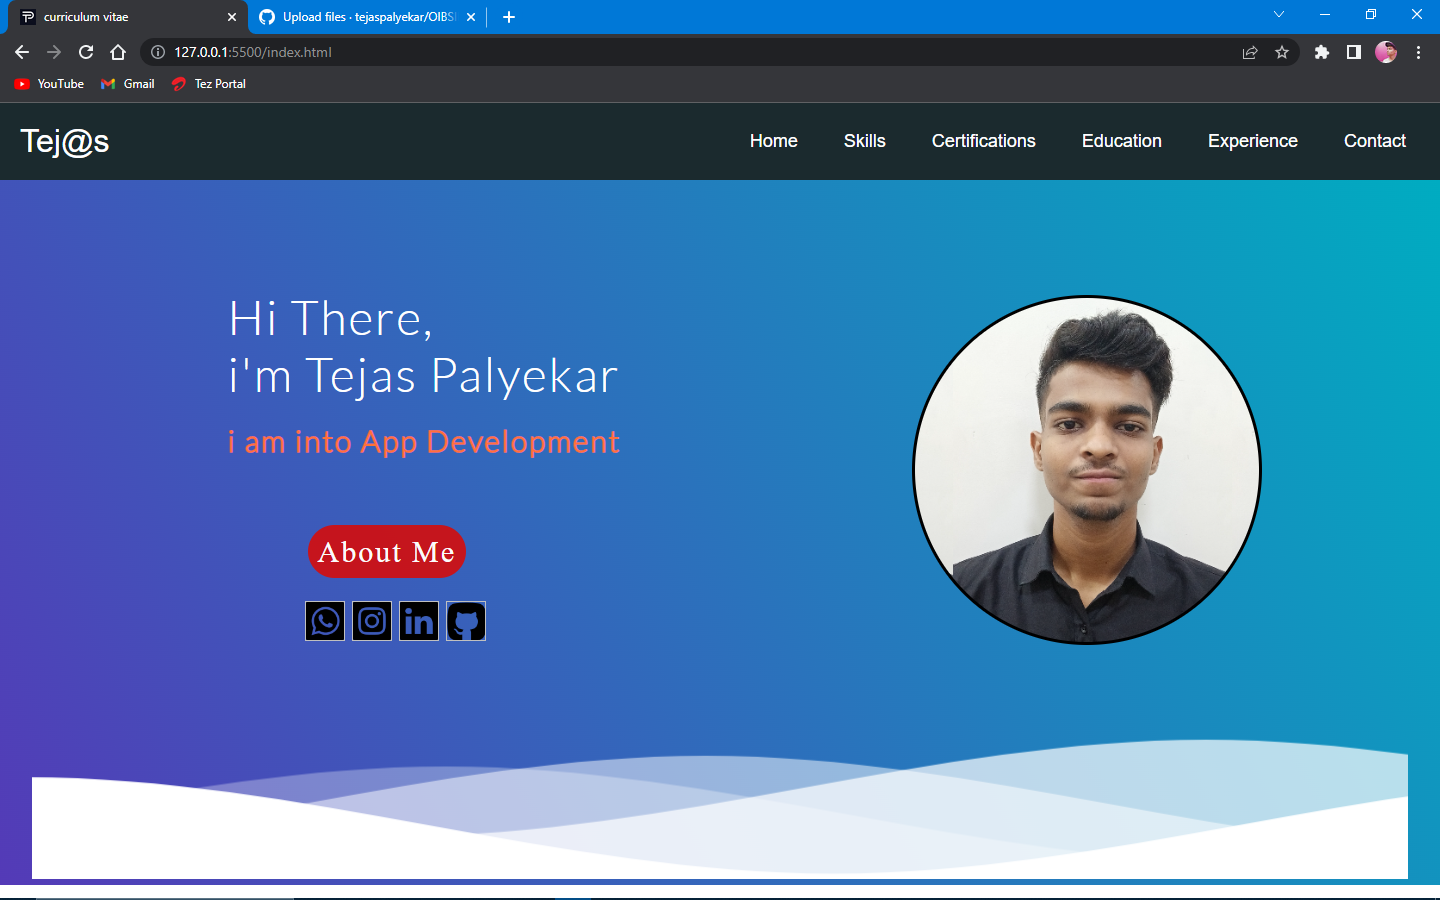 curriculum vitae
Upload files · tejaspalyekar/OIBS
127.0.0.1:5500/index.html
YouTube Gmail Tez Portal
Tej@s Home Skills Certifications Education Experience Contact
Hi There,
i'm Tejas Palyekar
i am into App Development
About Me